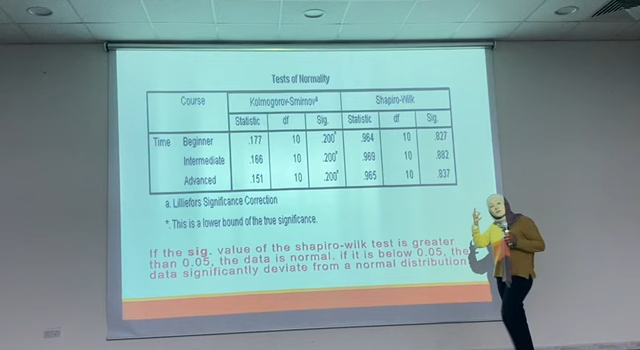 Tests of Normality
Course Kolmogorov-Smirnovª Shapiro-Wilk
Statistic df Sig. Statistic df Sig.
Time Beginner .177 10 .200* .964 10 .827
Intermediate .166 10 .200* .969 10 .882
Advanced .151 10 .200* .965 10 .837
a. Lilliefors Significance Correction
*. This is a lower bound of the true significance.
If the sig. value of the shapiro-wilk test is greater
than 0.05, the data is normal. if it is below 0.05, the
data significantly deviate from a normal distribution